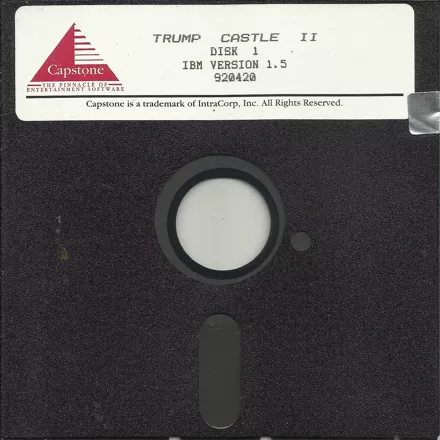 TRUMP CASTLE II
DISK 1
IBM VERSION 1.5
920420
Capstone
THE PINNACLE OF
ENTERTAINMENT SOFTWARE
Capstone is a trademark of IntraCorp, Inc. All Rights Reserved.